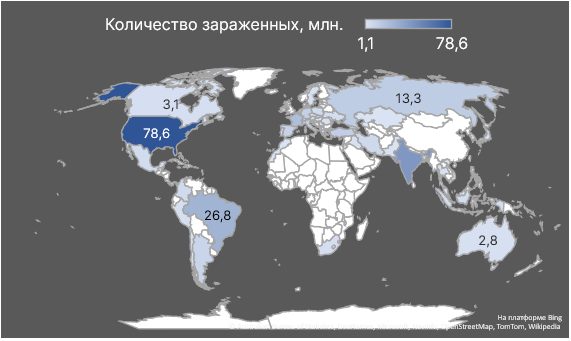 Количество зараженных, млн.
1,1 78,6
3,1
13,3
78,6
26,8
2,8
На платформе Bing
OpenStreetMap, TomTom, Wikipedia